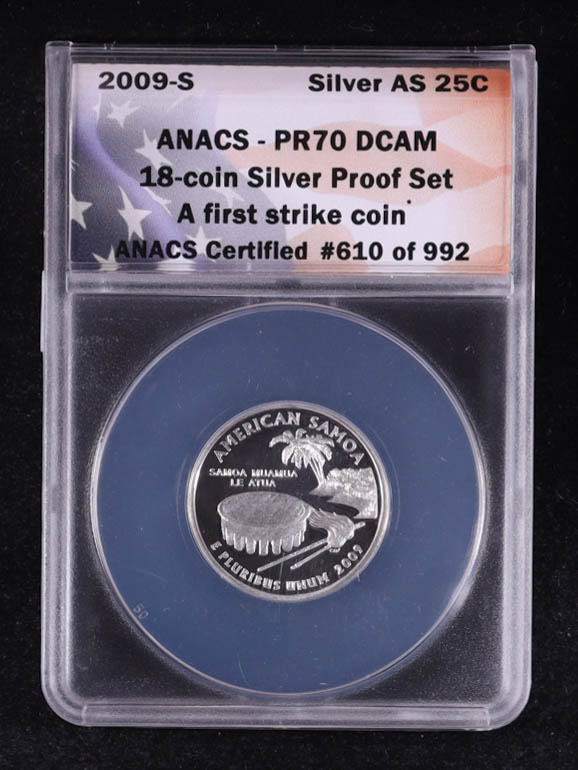 2009-S Silver AS 25C
ANACS - PR70 DCAM
18-coin Silver Proof Set
A first strike coin
ANACS Certified #610 of 992
AMERICAN SAMOA
SAMOA MUAMUA
LE ATUA
E PLURIBUS UNUM 2009